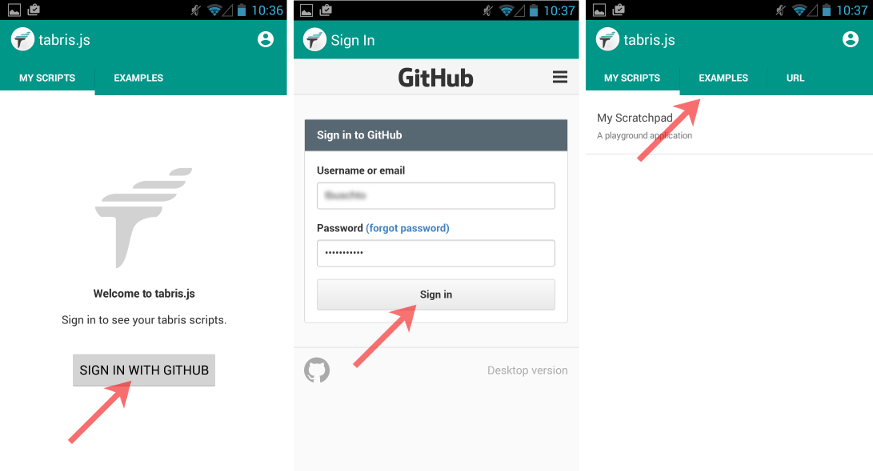 10:36
tabris.js
MY SCRIPTS EXAMPLES
Welcome to tabris.js
Sign in to see your tabris scripts.
SIGN IN WITH GITHUB
10:37
Sign In
GitHub
Sign in to GitHub
Username or email
Password (forgot password)
Sign in
Desktop version
10:37
tabris.js
MY SCRIPTS EXAMPLES URL
My Scratchpad
A playground application